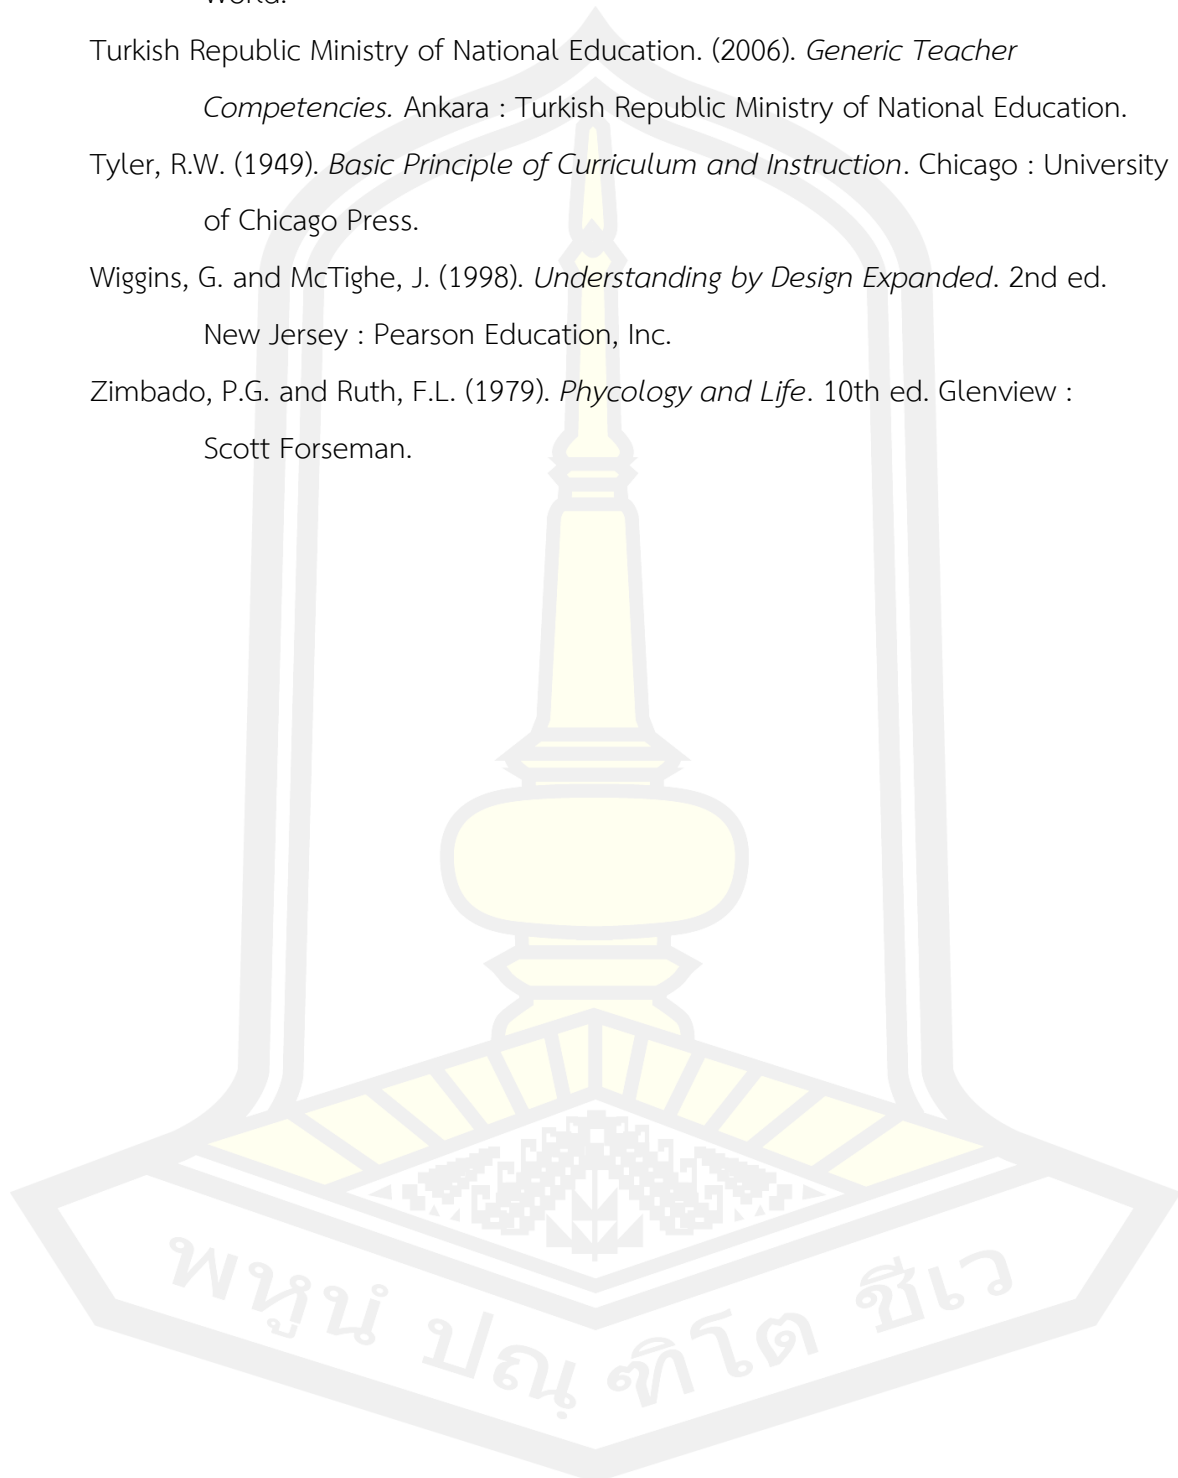 World.
Turkish Republic Ministry of National Education. (2006). Generic Teacher
Competencies. Ankara : Turkish Republic Ministry of National Education.
Tyler, R.W. (1949). Basic Principle of Curriculum and Instruction. Chicago : University
of Chicago Press.
Wiggins, G. and McTighe, J. (1998). Understanding by Design Expanded. 2nd ed.
New Jersey : Pearson Education, Inc.
Zimbado, P.G. and Ruth, F.L. (1979). Phycology and Life. 10th ed. Glenview :
Scott Forseman.
พหูนํ ปณฺฑิโต ชีเว